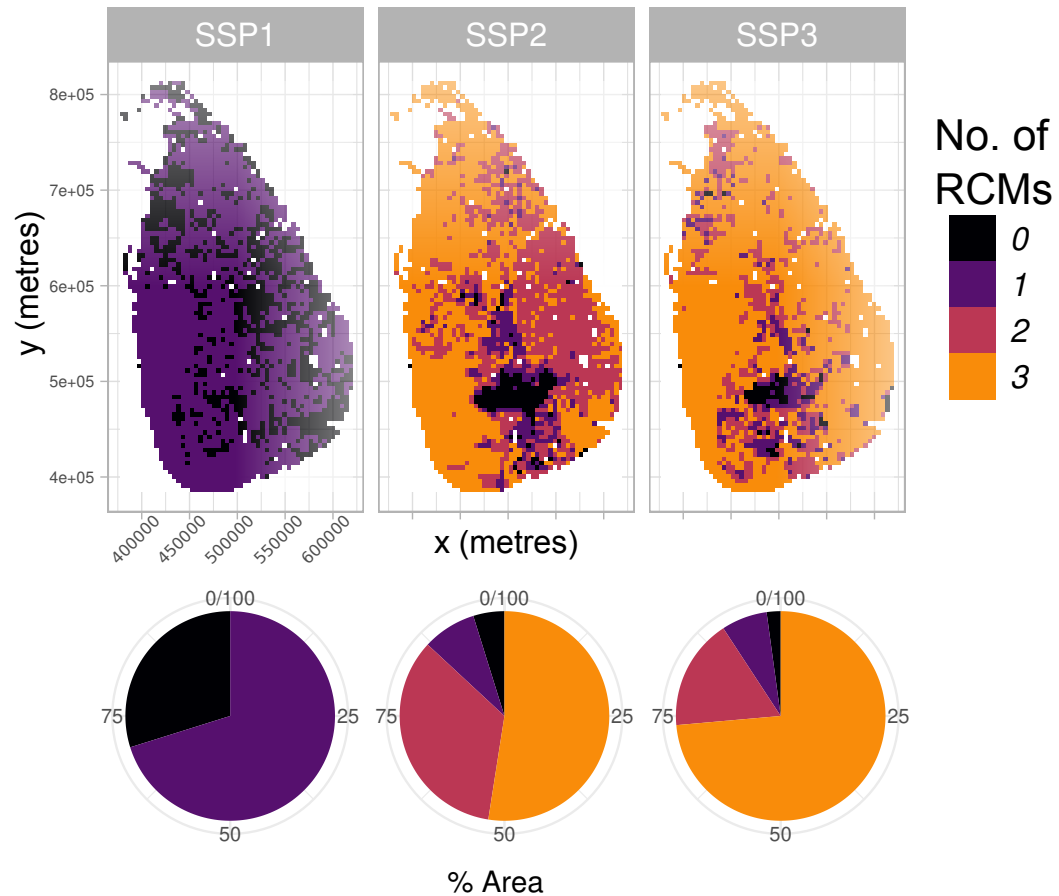 SSP1 SSP2 SSP3
8e+05
7e+05
6e+05
5e+05
4e+05
y (metres)
400000 450000 500000 550000 600000
x (metres)
No. of
RCMs
0
1
2
3
0/100 0/100 0/100
75 25 75 25 75 25
50 50 50
% Area